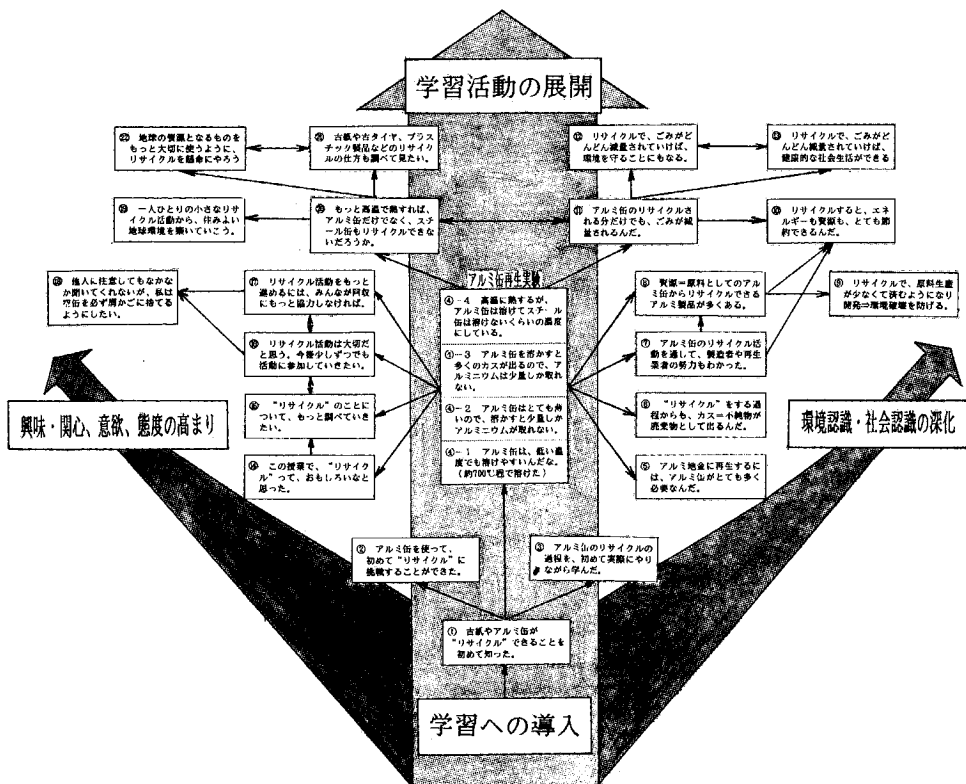 学習活動の展開
㉒ 地球の資源となるものを
もっと大切に使うように、
リサイクルを懸命にやろう
㉑ 古紙や古タイヤ、プラス
チック製品などのリサイク
ルの仕方も調べて見たい。
⑫ リサイクルで、ごみがど
んどん減量されていけば、
環境を守ることにもなる。
⑬ リサイクルで、ごみがど
んどん減量されていけば、
健康的な社会生活ができる
⑲ 一人ひとりの小さなリサ
イクル活動から、住みよい
地球環境を築いていこう。
⑳ もっと高温で熱すれば、
アルミ缶だけでなく、スチ
ール缶もリサイクルできな
いだろうか。
⑪ アルミ缶のリサイクルさ
れる分だけでも、ごみが減
量されるんだ。
⑩ リサイクルすると、エネ
ルギーも資源も、とても節
約できるんだ。
⑱ 他人に注意してもなかな
か聞いてくれないが、私は
空缶を必ず屑かごに捨てる
ようにしたい。
⑰ リサイクル活動をもっと
進めるには、みんなが回収
にもっと協力しなければ。
アルミ缶再生実験
④-4 高温に熱するが、
アルミ缶は溶けてスチール
缶は溶けないくらいの温度
にしている。
④-3 アルミ缶を溶かすと
多くのカスが出るので、ア
ルミニウムは少量しか取れ
ない。
④-2 アルミ缶はとても薄
いので、溶かすと少量しか
アルミニウムが取れない。
④-1 アルミ缶は、低い温
度でも溶けやすいんだな。
(約700℃程で溶けた)
⑧ 資源=原料としてのアル
ミ缶からリサイクルできる
アルミ製品が多くある。
⑨ リサイクルで、原料生産
が少なくて済むようになり
開発⇒環境破壊を防げる。
⑯ リサイクル活動は大切だ
と思う。今後少しずつでも
活動に参加していきたい。
⑦ アルミ缶のリサイクル活
動を通して、製造者や再生
業者の努力もわかった。
⑮ “リサイクル”のことに
ついて、もっと調べていき
たい。
⑥ “リサイクル”をする過
程からも、カス=不純物が
廃棄物として出るんだ。
⑭ この授業で、“リサイク
ル”って、おもしろいなと
思った。
⑤ アルミ地金に再生するに
は、アルミ缶がとても多く
必要なんだ。
興味・関心、意欲、態度の高まり
環境認識・社会認識の深化
② アルミ缶を使って、
初めて“リサイクル”に
挑戦することができた。
③ アルミ缶のリサイクルの
過程を、初めて実際にやり
ながら学んだ。
① 古紙やアルミ缶が
“リサイクル”できることを
初めて知った。
学習への導入